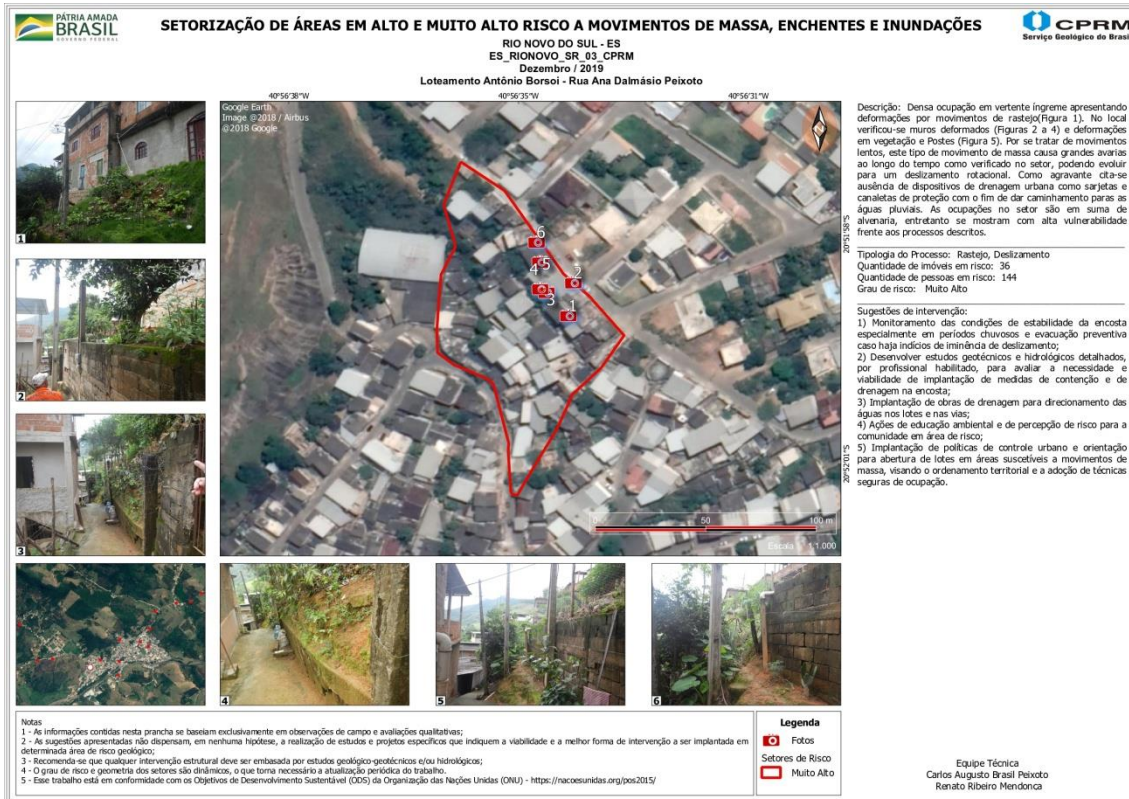 PÁTRIA AMADA
BRASIL
GOVERNO FEDERAL
SETORIZAÇÃO DE ÁREAS EM ALTO E MUITO ALTO RISCO A MOVIMENTOS DE MASSA, ENCHENTES E INUNDAÇÕES
RIO NOVO DO SUL - ES
ES_RIONOVO_SR_03_CPRM
Dezembro / 2019
Loteamento Antônio Borsoi - Rua Ana Dalmásio Peixoto
CPRM
Serviço Geológico do Brasil
40°56'38"W
40°56'35"W
40°56'31"W
Google Earth
Image @2018 / Airbus
@2018 Google
20°51'58"S
20°52'01"S
6
5
4
2
3
1
50
100 m
Escala 1:1.000
1
2
3
4
5
6
Descrição: Densa ocupação em vertente íngreme apresentando
deformações por movimentos de rastejo(Figura 1). No local
verificou-se muros deformados (Figuras 2 a 4) e deformações
em vegetação e Postes (Figura 5). Por se tratar de movimentos
lentos, este tipo de movimento de massa causa grandes avarias
ao longo do tempo como verificado no setor, podendo evoluir
para um deslizamento rotacional. Como agravante cita-se
ausência de dispositivos de drenagem urbana como sarjetas e
canaletas de proteção com o fim de dar caminhamento paras as
águas pluviais. As ocupações no setor são em suma de
alvenaria, entretanto se mostram com alta vulnerabilidade
frente aos processos descritos.
Tipologia do Processo: Rastejo, Deslizamento
Quantidade de imóveis em risco: 36
Quantidade de pessoas em risco: 144
Grau de risco: Muito Alto
Sugestões de intervenção:
1) Monitoramento das condições de estabilidade da encosta
especialmente em períodos chuvosos e evacuação preventiva
caso haja indícios de iminência de deslizamento;
2) Desenvolver estudos geotécnicos e hidrológicos detalhados,
por profissional habilitado, para avaliar a necessidade e
viabilidade de implantação de medidas de contenção e de
drenagem na encosta;
3) Implantação de obras de drenagem para direcionamento das
águas nos lotes e nas vias;
4) Ações de educação ambiental e de percepção de risco para a
comunidade em área de risco;
5) Implantação de políticas de controle urbano e orientação
para abertura de lotes em áreas suscetíveis a movimentos de
massa, visando o ordenamento territorial e a adoção de técnicas
seguras de ocupação.
Notas
1 - As informações contidas nesta prancha se baseiam exclusivamente em observações de campo e avaliações qualitativas;
2 - As sugestões apresentadas não dispensam, em nenhuma hipótese, a realização de estudos e projetos específicos que indiquem a viabilidade e a melhor forma de intervenção a ser implantada em
determinada área de risco geológico;
3 - Recomenda-se que qualquer intervenção estrutural deve ser embasada por estudos geológico-geotécnicos e/ou hidrológicos;
4 - O grau de risco e geometria dos setores são dinâmicos, o que torna necessário a atualização periódica do trabalho.
5 - Esse trabalho está em conformidade com os Objetivos de Desenvolvimento Sustentável (ODS) da Organização das Nações Unidas (ONU) - https://nacoesunidas.org/pos2015/
Legenda
Fotos
Setores de Risco
Muito Alto
Equipe Técnica
Carlos Augusto Brasil Peixoto
Renato Ribeiro Mendonca